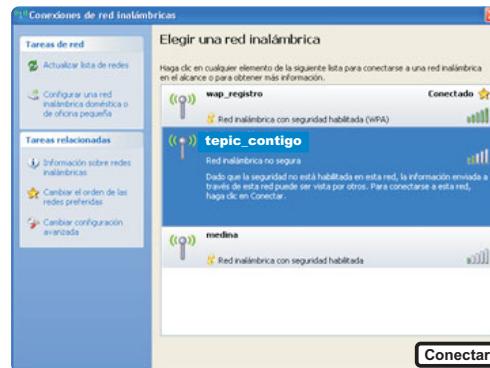 Conexiones de red inalámbricas
Tareas de red
Actualizar lista de redes
Configurar una red
inalámbrica doméstica o
de oficina pequeña
Tareas relacionadas
Información sobre redes
inalámbricas
Cambiar el orden de las
redes preferidas
Cambiar configuración
avanzada
Elegir una red inalámbrica
Haga clic en cualquier elemento de la siguiente lista para conectarse a una red inalámbrica
en el alcance o para obtener más información.
wap_registro
Conectado
Red inalámbrica con seguridad habilitada (WPA)
tepic_contigo
Red inalámbrica no segura
Dado que la seguridad no está habilitada en esta red, la información enviada a
través de esta red puede ser vista por otros. Para conectarse a esta red,
haga clic en Conectar.
medina
Red inalámbrica con seguridad habilitada
Conectar